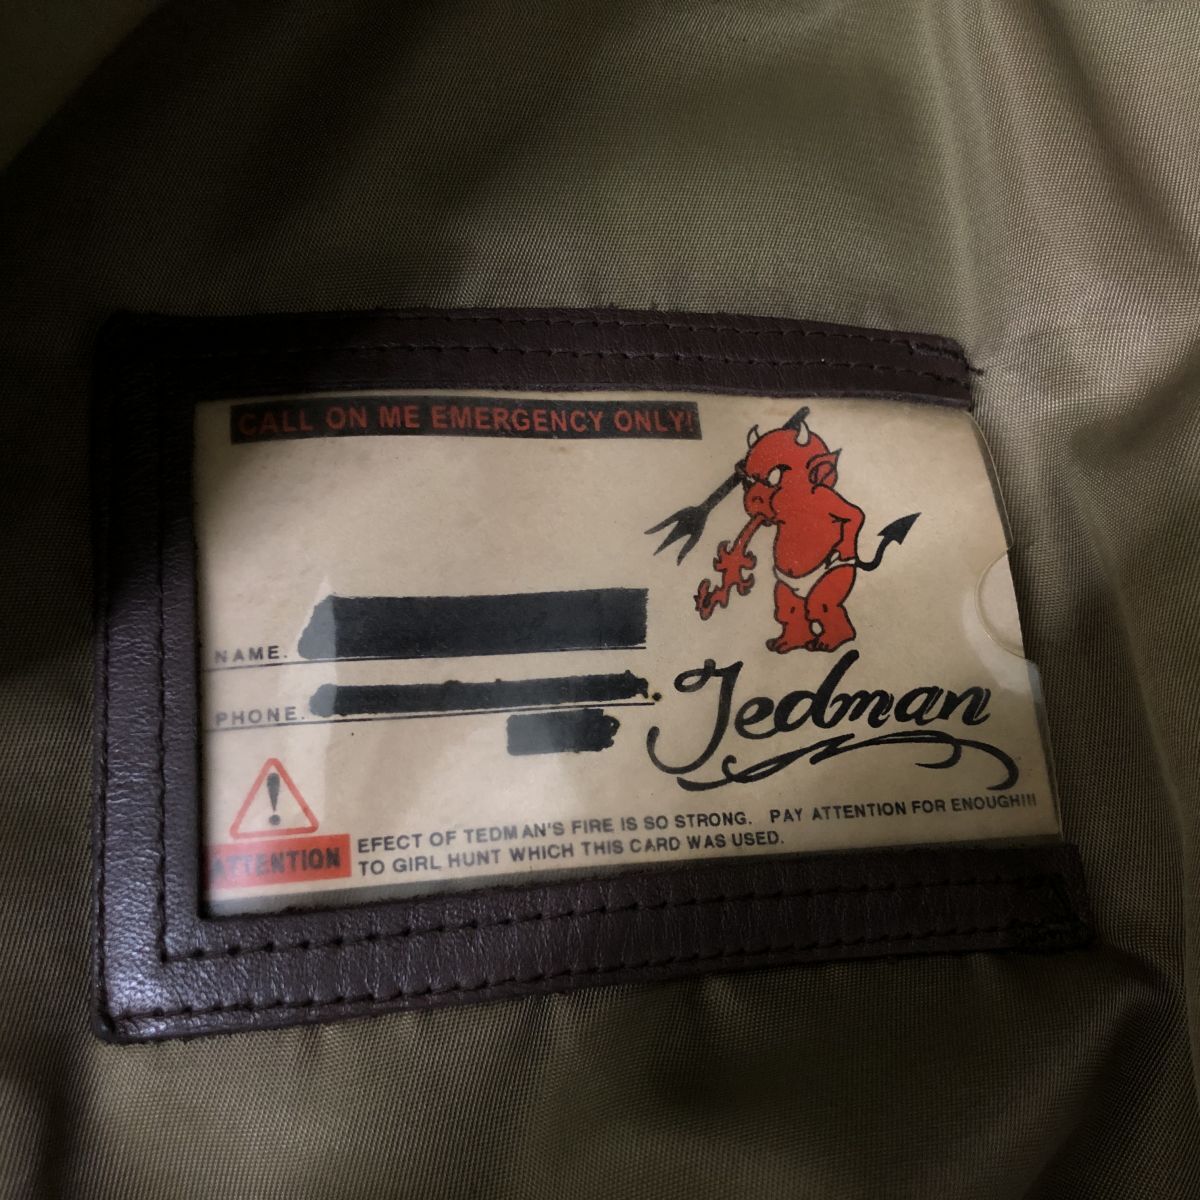 CALL ON ME EMERGENCY ONLY!
NAME.
PHONE.
Tedman
ATTENTION
EFECT OF TEDMAN'S FIRE IS SO STRONG. PAY ATTENTION FOR ENOUGH!!!
TO GIRL HUNT WHICH THIS CARD WAS USED.